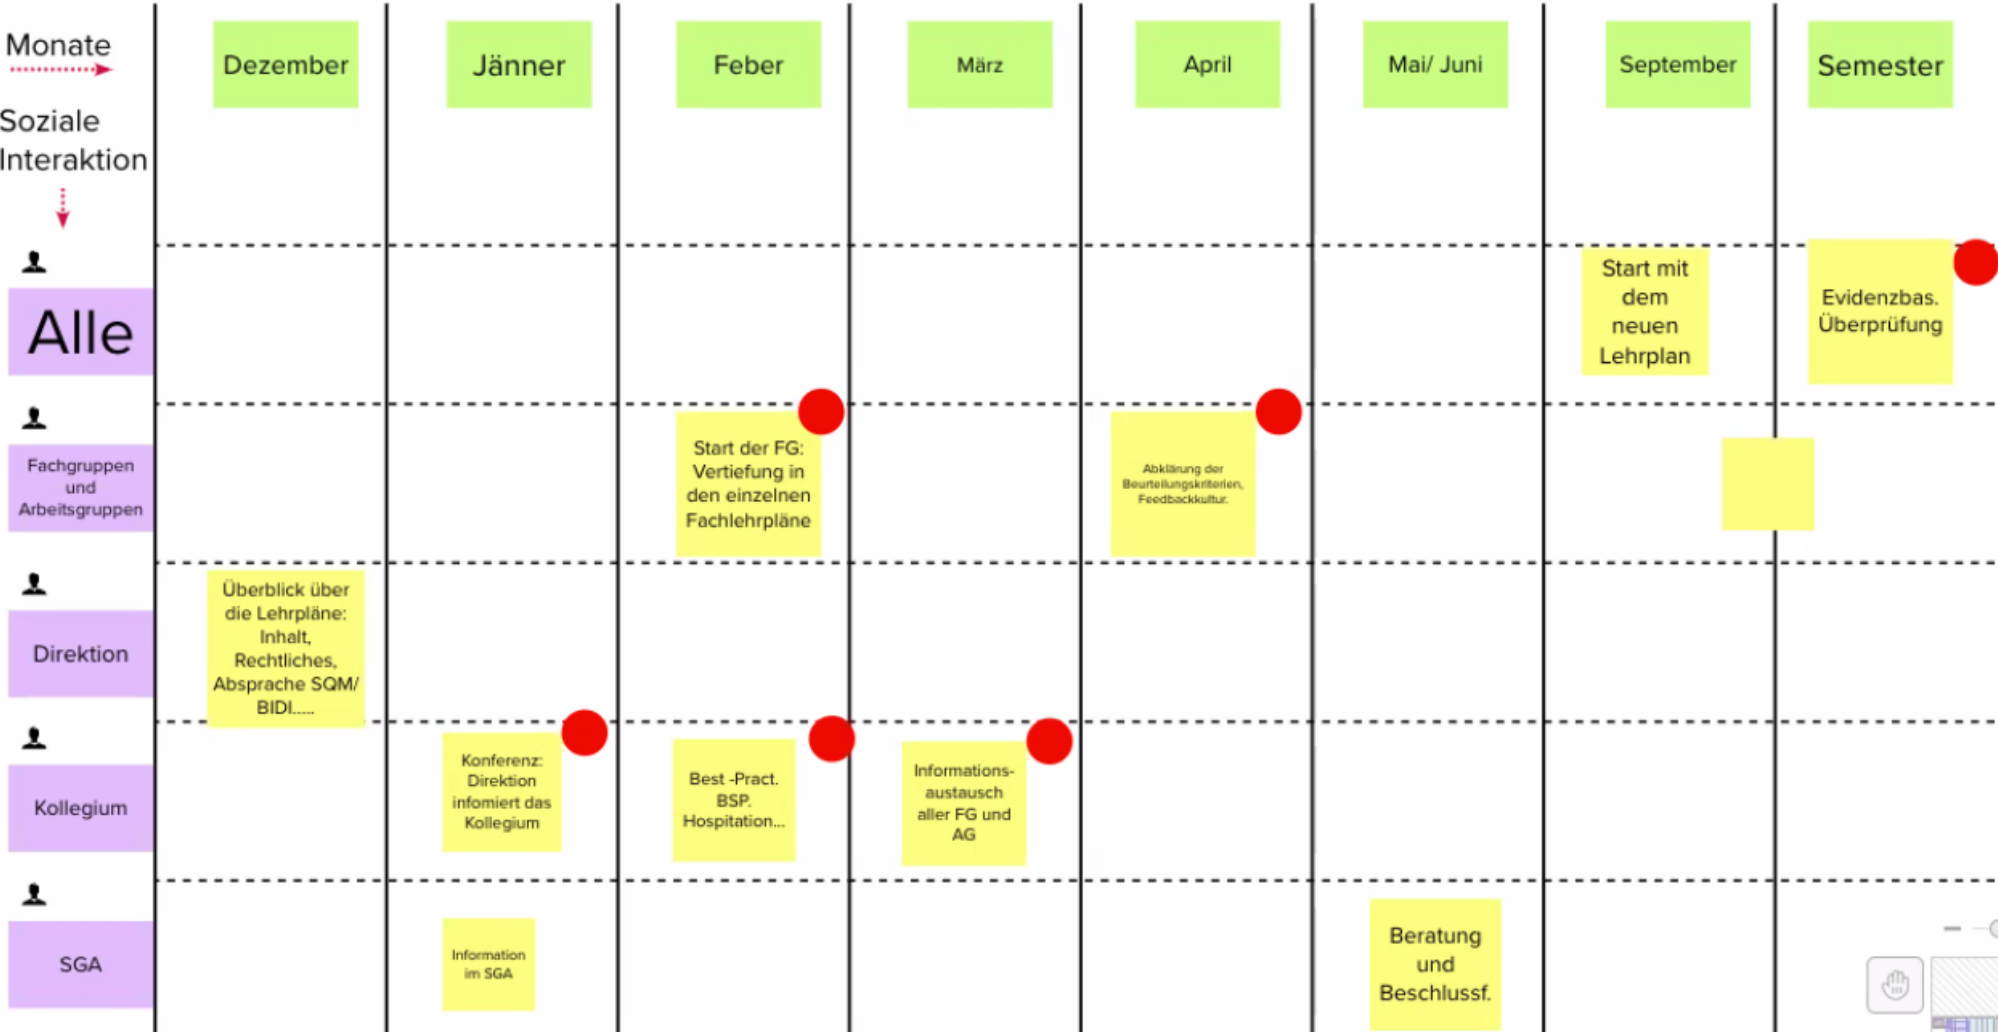 Monate
Dezember
Jänner
Feber
März
April
Mai/ Juni
September
Semester
Soziale
Interaktion
Alle
Start mit
dem
neuen
Lehrplan
Evidenzbas.
Überprüfung
Fachgruppen
und
Arbeitsgruppen
Start der FG:
Vertiefung in
den einzelnen
Fachlehrpläne
Abklärung der
Beurteilungskriterien,
Feedbackkultur.
Direktion
Überblick über
die Lehrpläne:
Inhalt,
Rechtliches,
Absprache SQM/
BIDI.....
Kollegium
Konferenz:
Direktion
infomiert das
Kollegium
Best -Pract.
BSP.
Hospitation...
Informations-
austausch
aller FG und
AG
SGA
Information
im SGA
Beratung
und
Beschlussf.